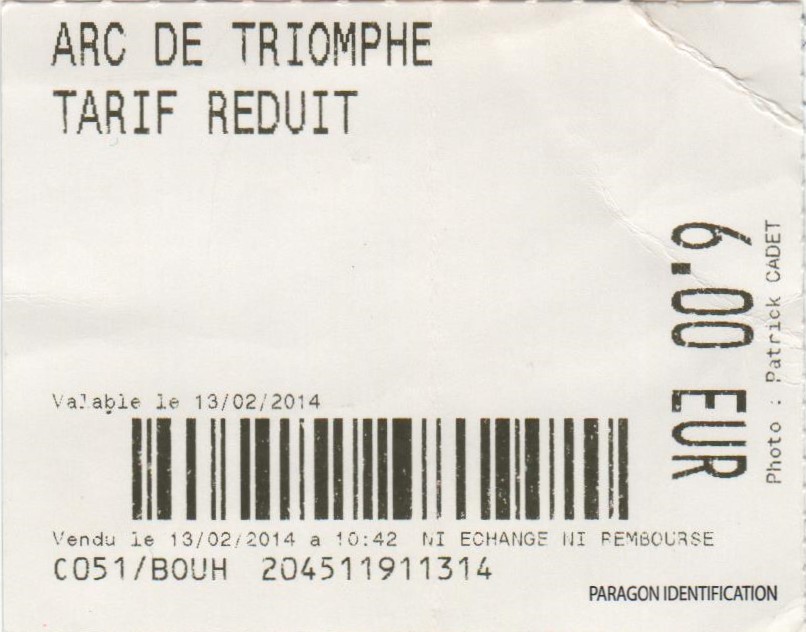 ARC DE TRIOMPHE
TARIF REDUIT
6.00 EUR
Photo : Patrick CADET
Valable le 13/02/2014
Vendu le 13/02/2014 a 10:42 NI ECHANGE NI REMBOURSE
CO51/BOUH 204511911314
PARAGON IDENTIFICATION